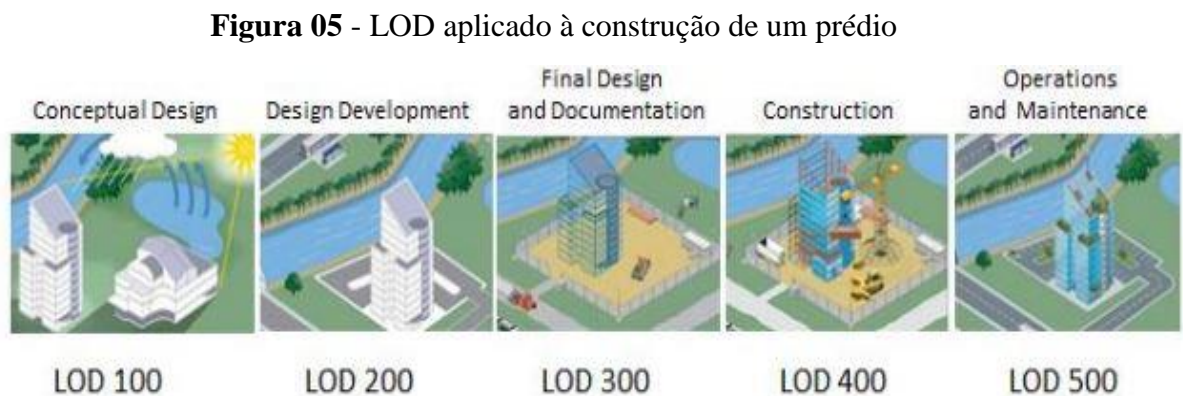 Figura 05 - LOD aplicado à construção de um prédio
Conceptual Design
Design Development
Final Design
and Documentation
Construction
Operations
and Maintenance
LOD 100
LOD 200
LOD 300
LOD 400
LOD 500